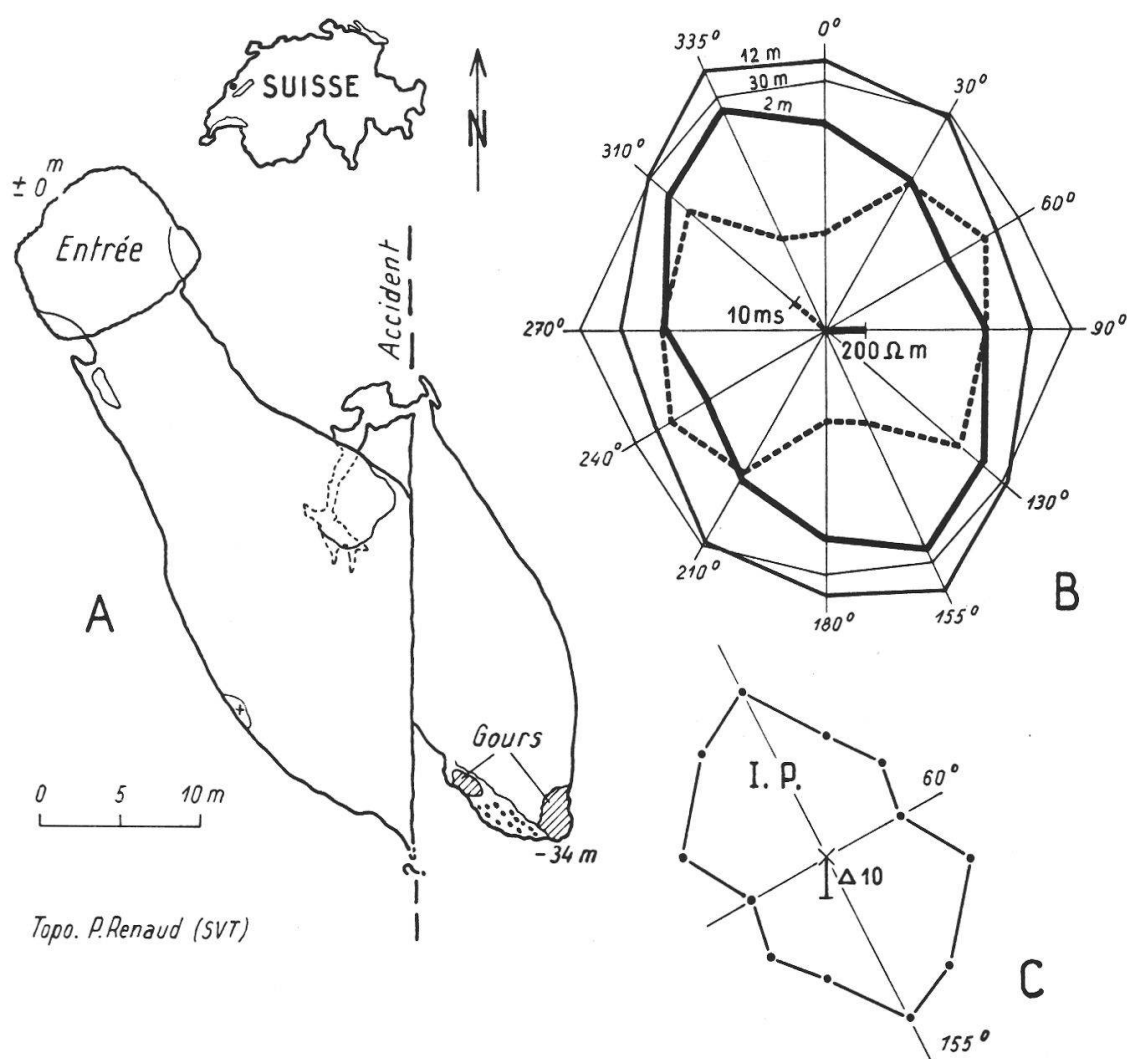 SUISSE
N
± 0 m
Entrée
Accident
A
Gours
0 5 10 m
-34 m
Topo. P. Renaud (SVT)
0°
335°
12 m
30 m
2 m
30°
310°
60°
10 ms
200 Ω m
270°
90°
240°
130°
210°
180°
155°
B
I. P.
60°
Δ 10
C
155°